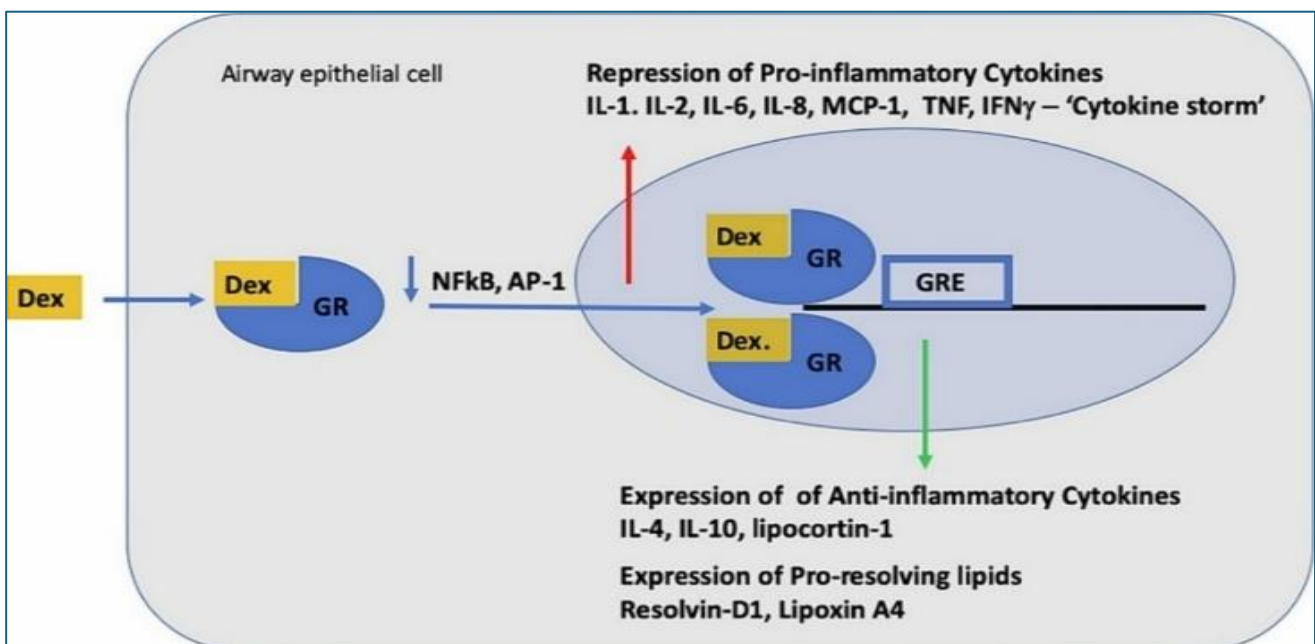 Airway epithelial cell
Repression of Pro-inflammatory Cytokines
IL-1. IL-2, IL-6, IL-8, MCP-1, TNF, IFNγ – ‘Cytokine storm’
Dex
Dex
GR
NFkB, AP-1
Dex
GR
GRE
Dex.
GR
Expression of of Anti-inflammatory Cytokines
IL-4, IL-10, lipocortin-1
Expression of Pro-resolving lipids
Resolvin-D1, Lipoxin A4